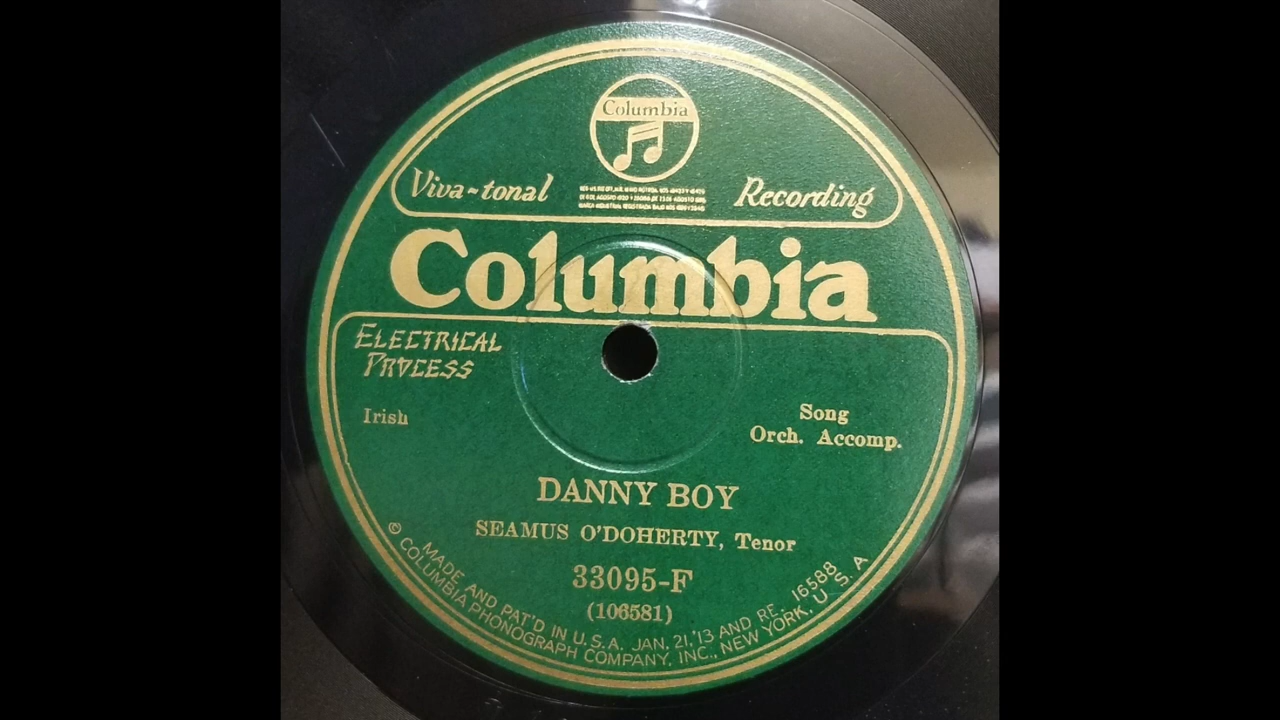 Columbia
Viva-tonal Recording
Columbia
ELECTRICAL
PROCESS
Irish
Song
Orch. Accomp.
DANNY BOY
SEAMUS O'DOHERTY, Tenor
33095-F
(106581)
MADE AND PAT'D IN U.S.A. JAN. 21,'13 AND RE. 16588
© COLUMBIA PHONOGRAPH COMPANY, INC., NEW YORK, U. S. A